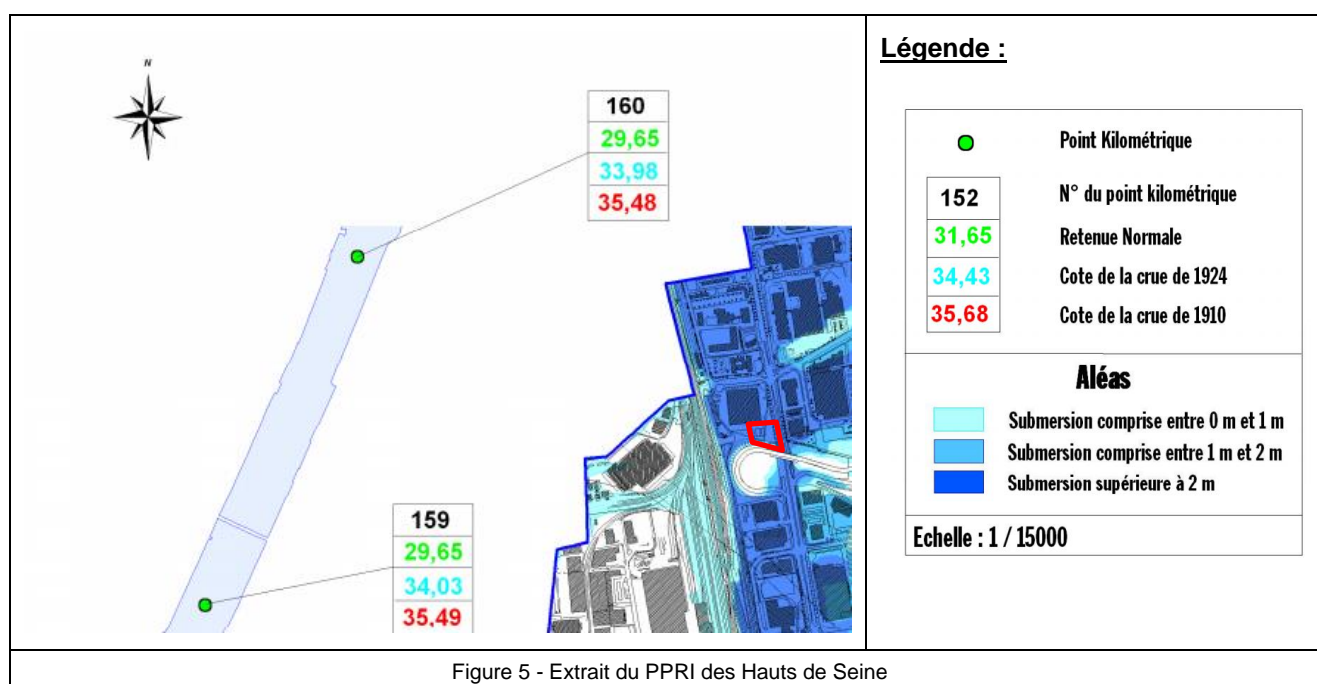 N
160
29,65
33,98
35,48
159
29,65
34,03
35,49
Légende :
Point Kilométrique
152 N° du point kilométrique
31,65 Retenue Normale
34,43 Cote de la crue de 1924
35,68 Cote de la crue de 1910
Aléas
Submersion comprise entre 0 m et 1 m
Submersion comprise entre 1 m et 2 m
Submersion supérieure à 2 m
Echelle : 1 / 15000
Figure 5 - Extrait du PPRI des Hauts de Seine